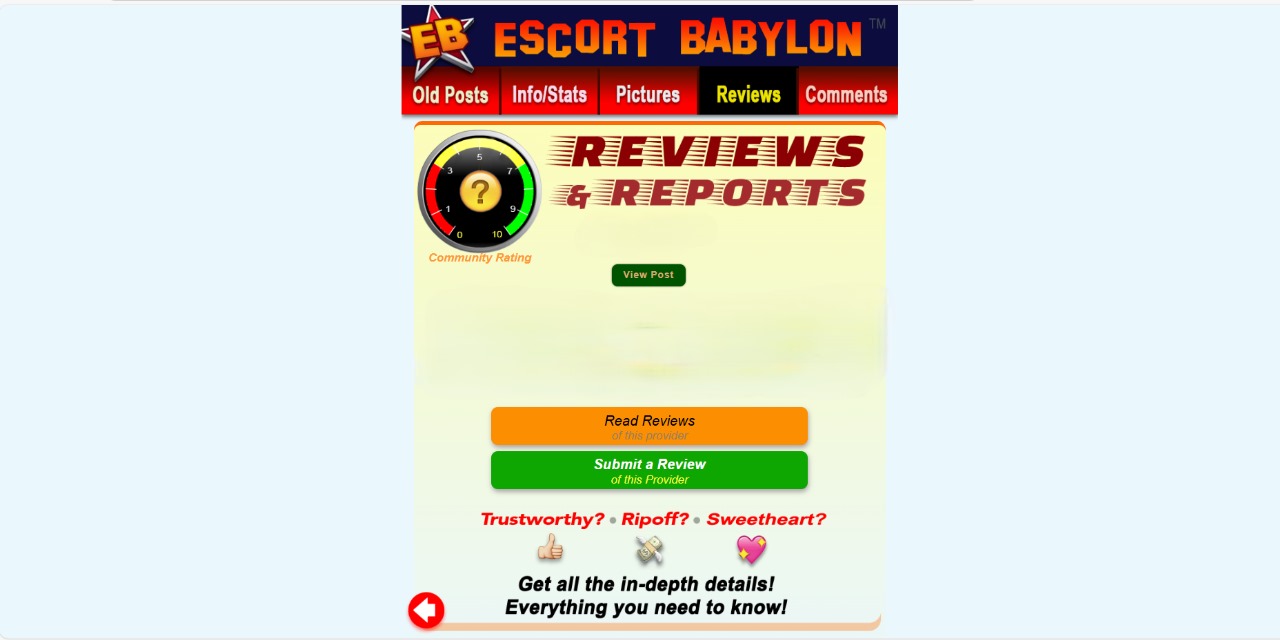 EB ESCORT BABYLON TM
Old Posts Info/Stats Pictures Reviews Comments
REVIEWS
& REPORTS
5
3 7
?
1 9
0 10
Community Rating
View Post
Read Reviews
of this provider
Submit a Review
of this Provider
Trustworthy? • Ripoff? • Sweetheart?
Get all the in-depth details!
Everything you need to know!